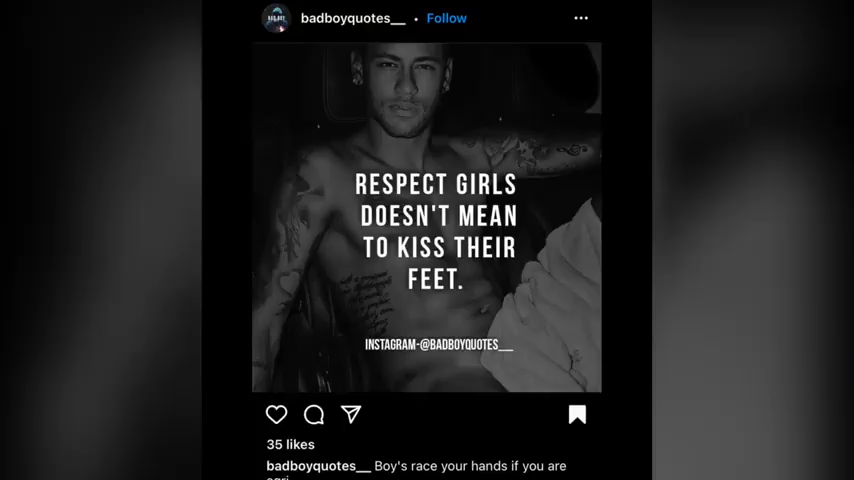 badboyquotes__ • Follow
RESPECT GIRLS
DOESN'T MEAN
TO KISS THEIR
FEET.
INSTAGRAM-@BADBOYQUOTES__
35 likes
badboyquotes__ Boy's race your hands if you are